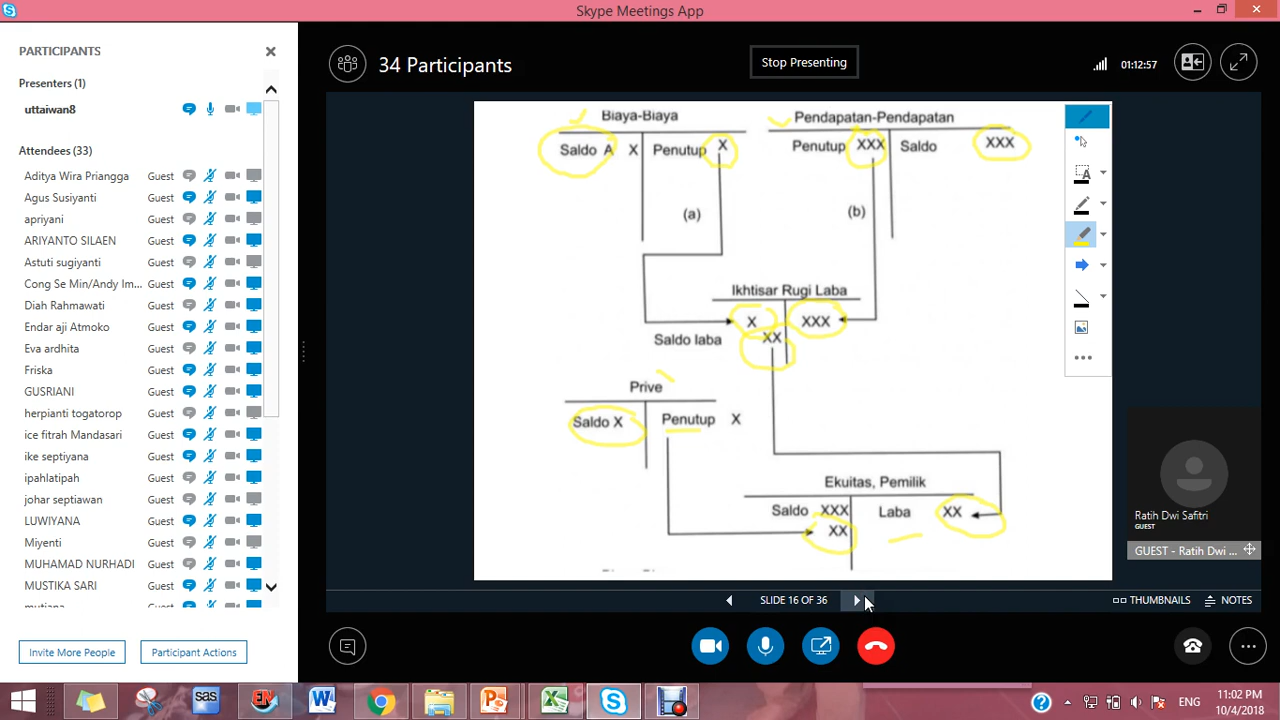 Skype Meetings App
PARTICIPANTS
Presenters (1)
uttaiwan8
Attendees (33)
Aditya Wira Priangga Guest
Agus Susiyanti Guest
apriyani Guest
ARIYANTO SILAEN Guest
Astuti sugiyanti Guest
Cong Se Min/Andy Im... Guest
Diah Rahmawati Guest
Endar aji Atmoko Guest
Eva ardhita Guest
Friska Guest
GUSRIANI Guest
herpianti togatorop Guest
ice fitrah Mandasari Guest
ike septiyana Guest
ipahlatipah Guest
johar septiawan Guest
LUWIYANA Guest
Miyenti Guest
MUHAMAD NURHADI Guest
MUSTIKA SARI Guest
Invite More People
Participant Actions
34 Participants
Stop Presenting
01:12:57
Biaya-Biaya
Saldo A X Penutup X
(a)
Pendapatan-Pendapatan
Penutup XXX Saldo XXX
(b)
Ikhtisar Rugi Laba
X XXX
Saldo laba XX
Prive
Saldo X Penutup X
Ekuitas, Pemilik
Saldo XXX Laba XX
XX
A
Ratih Dwi Safitri
GUEST
GUEST - Ratih Dwi ...
SLIDE 16 OF 36
THUMBNAILS
NOTES
sas
EN
W
P
X
S
ENG
11:02 PM
10/4/2018